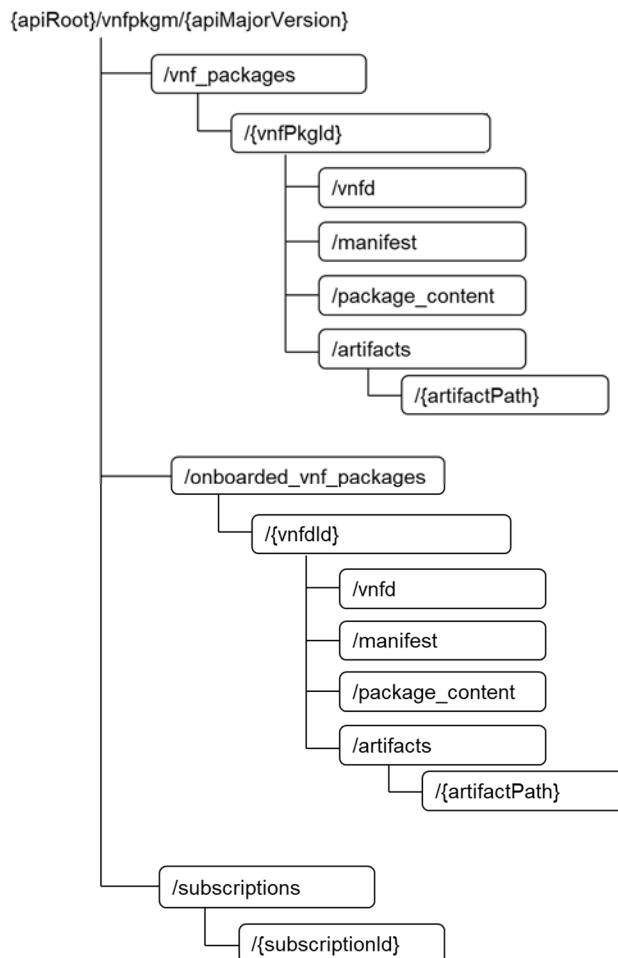 {apiRoot}/vnfpkgm/{apiMajorVersion}
/vnf_packages
/{vnfPkgId}
/vnfd
/manifest
/package_content
/artifacts
/{artifactPath}
/onboarded_vnf_packages
/{vnfdId}
/vnfd
/manifest
/package_content
/artifacts
/{artifactPath}
/subscriptions
/{subscriptionId}